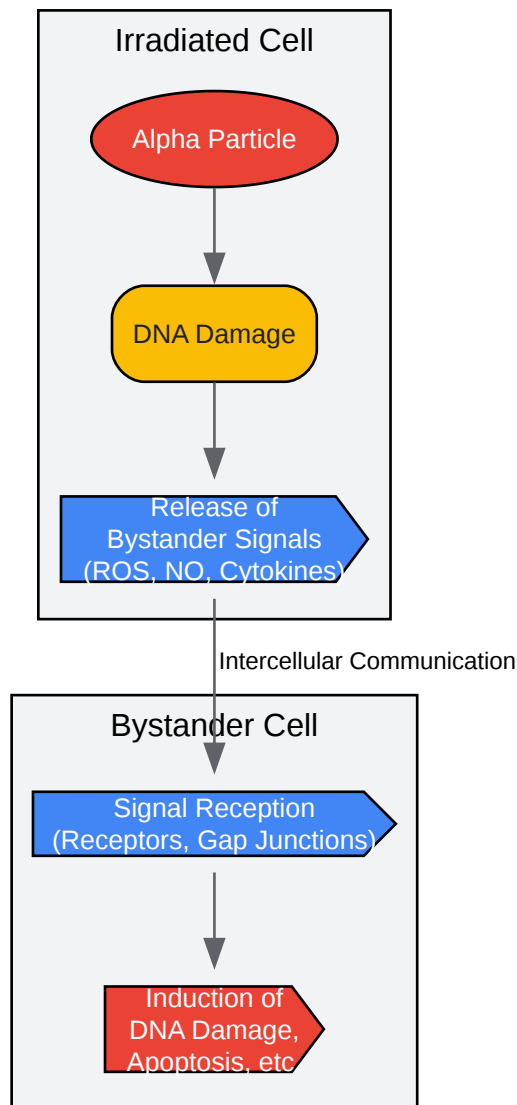 Irradiated Cell
Alpha Particle
DNA Damage
Release of
Bystander Signals
(ROS, NO, Cytokines)
Intercellular Communication
Bystander Cell
Signal Reception
(Receptors, Gap Junctions)
Induction of
DNA Damage,
Apoptosis, etc.